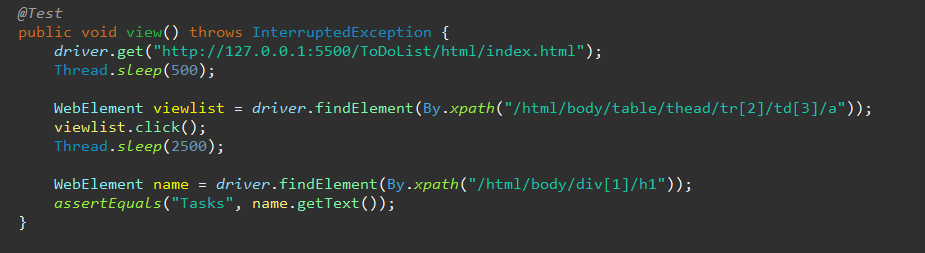 @Test
public void view() throws InterruptedException {
driver.get("http://127.0.0.1:5500/ToDoList/html/index.html");
Thread.sleep(500);
WebElement viewlist = driver.findElement(By.xpath("/html/body/table/thead/tr[2]/td[3]/a"));
viewlist.click();
Thread.sleep(2500);
WebElement name = driver.findElement(By.xpath("/html/body/div[1]/h1"));
assertEquals("Tasks", name.getText());
}